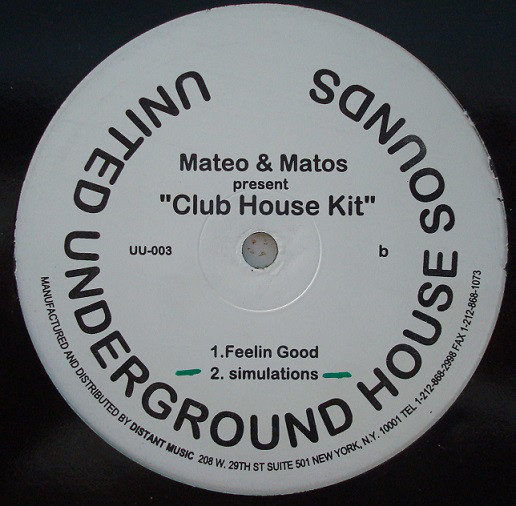 UNITED UNDERGROUND HOUSE SOUNDS
Mateo & Matos
present
"Club House Kit"
UU-003
b
1.Feelin Good
2. simulations
MANUFACTURED AND DISTRIBUTED BY DISTANT MUSIC 208 W. 29TH ST SUITE 501 NEW YORK, N.Y. 10001 TEL 1-212-868-2998 FAX 1-212-868-1073